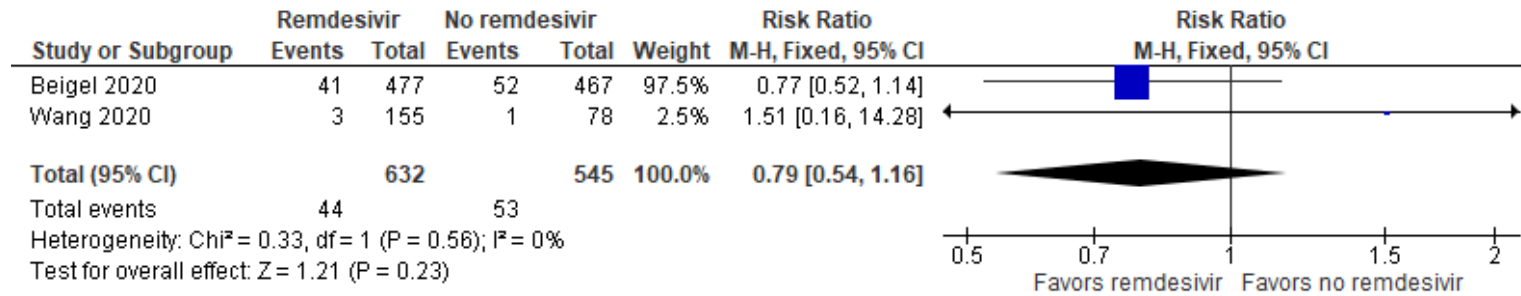 Remdesivir No remdesivir Risk Ratio Risk Ratio
Study or Subgroup Events Total Events Total Weight M-H, Fixed, 95% CI M-H, Fixed, 95% CI
Beigel 2020 41 477 52 467 97.5% 0.77 [0.52, 1.14]
Wang 2020 3 155 1 78 2.5% 1.51 [0.16, 14.28]
Total (95% CI) 632 545 100.0% 0.79 [0.54, 1.16]
Total events 44 53
Heterogeneity: Chi² = 0.33, df = 1 (P = 0.56); I² = 0%
Test for overall effect: Z = 1.21 (P = 0.23)
0.5 0.7 1 1.5 2
Favors remdesivir Favors no remdesivir